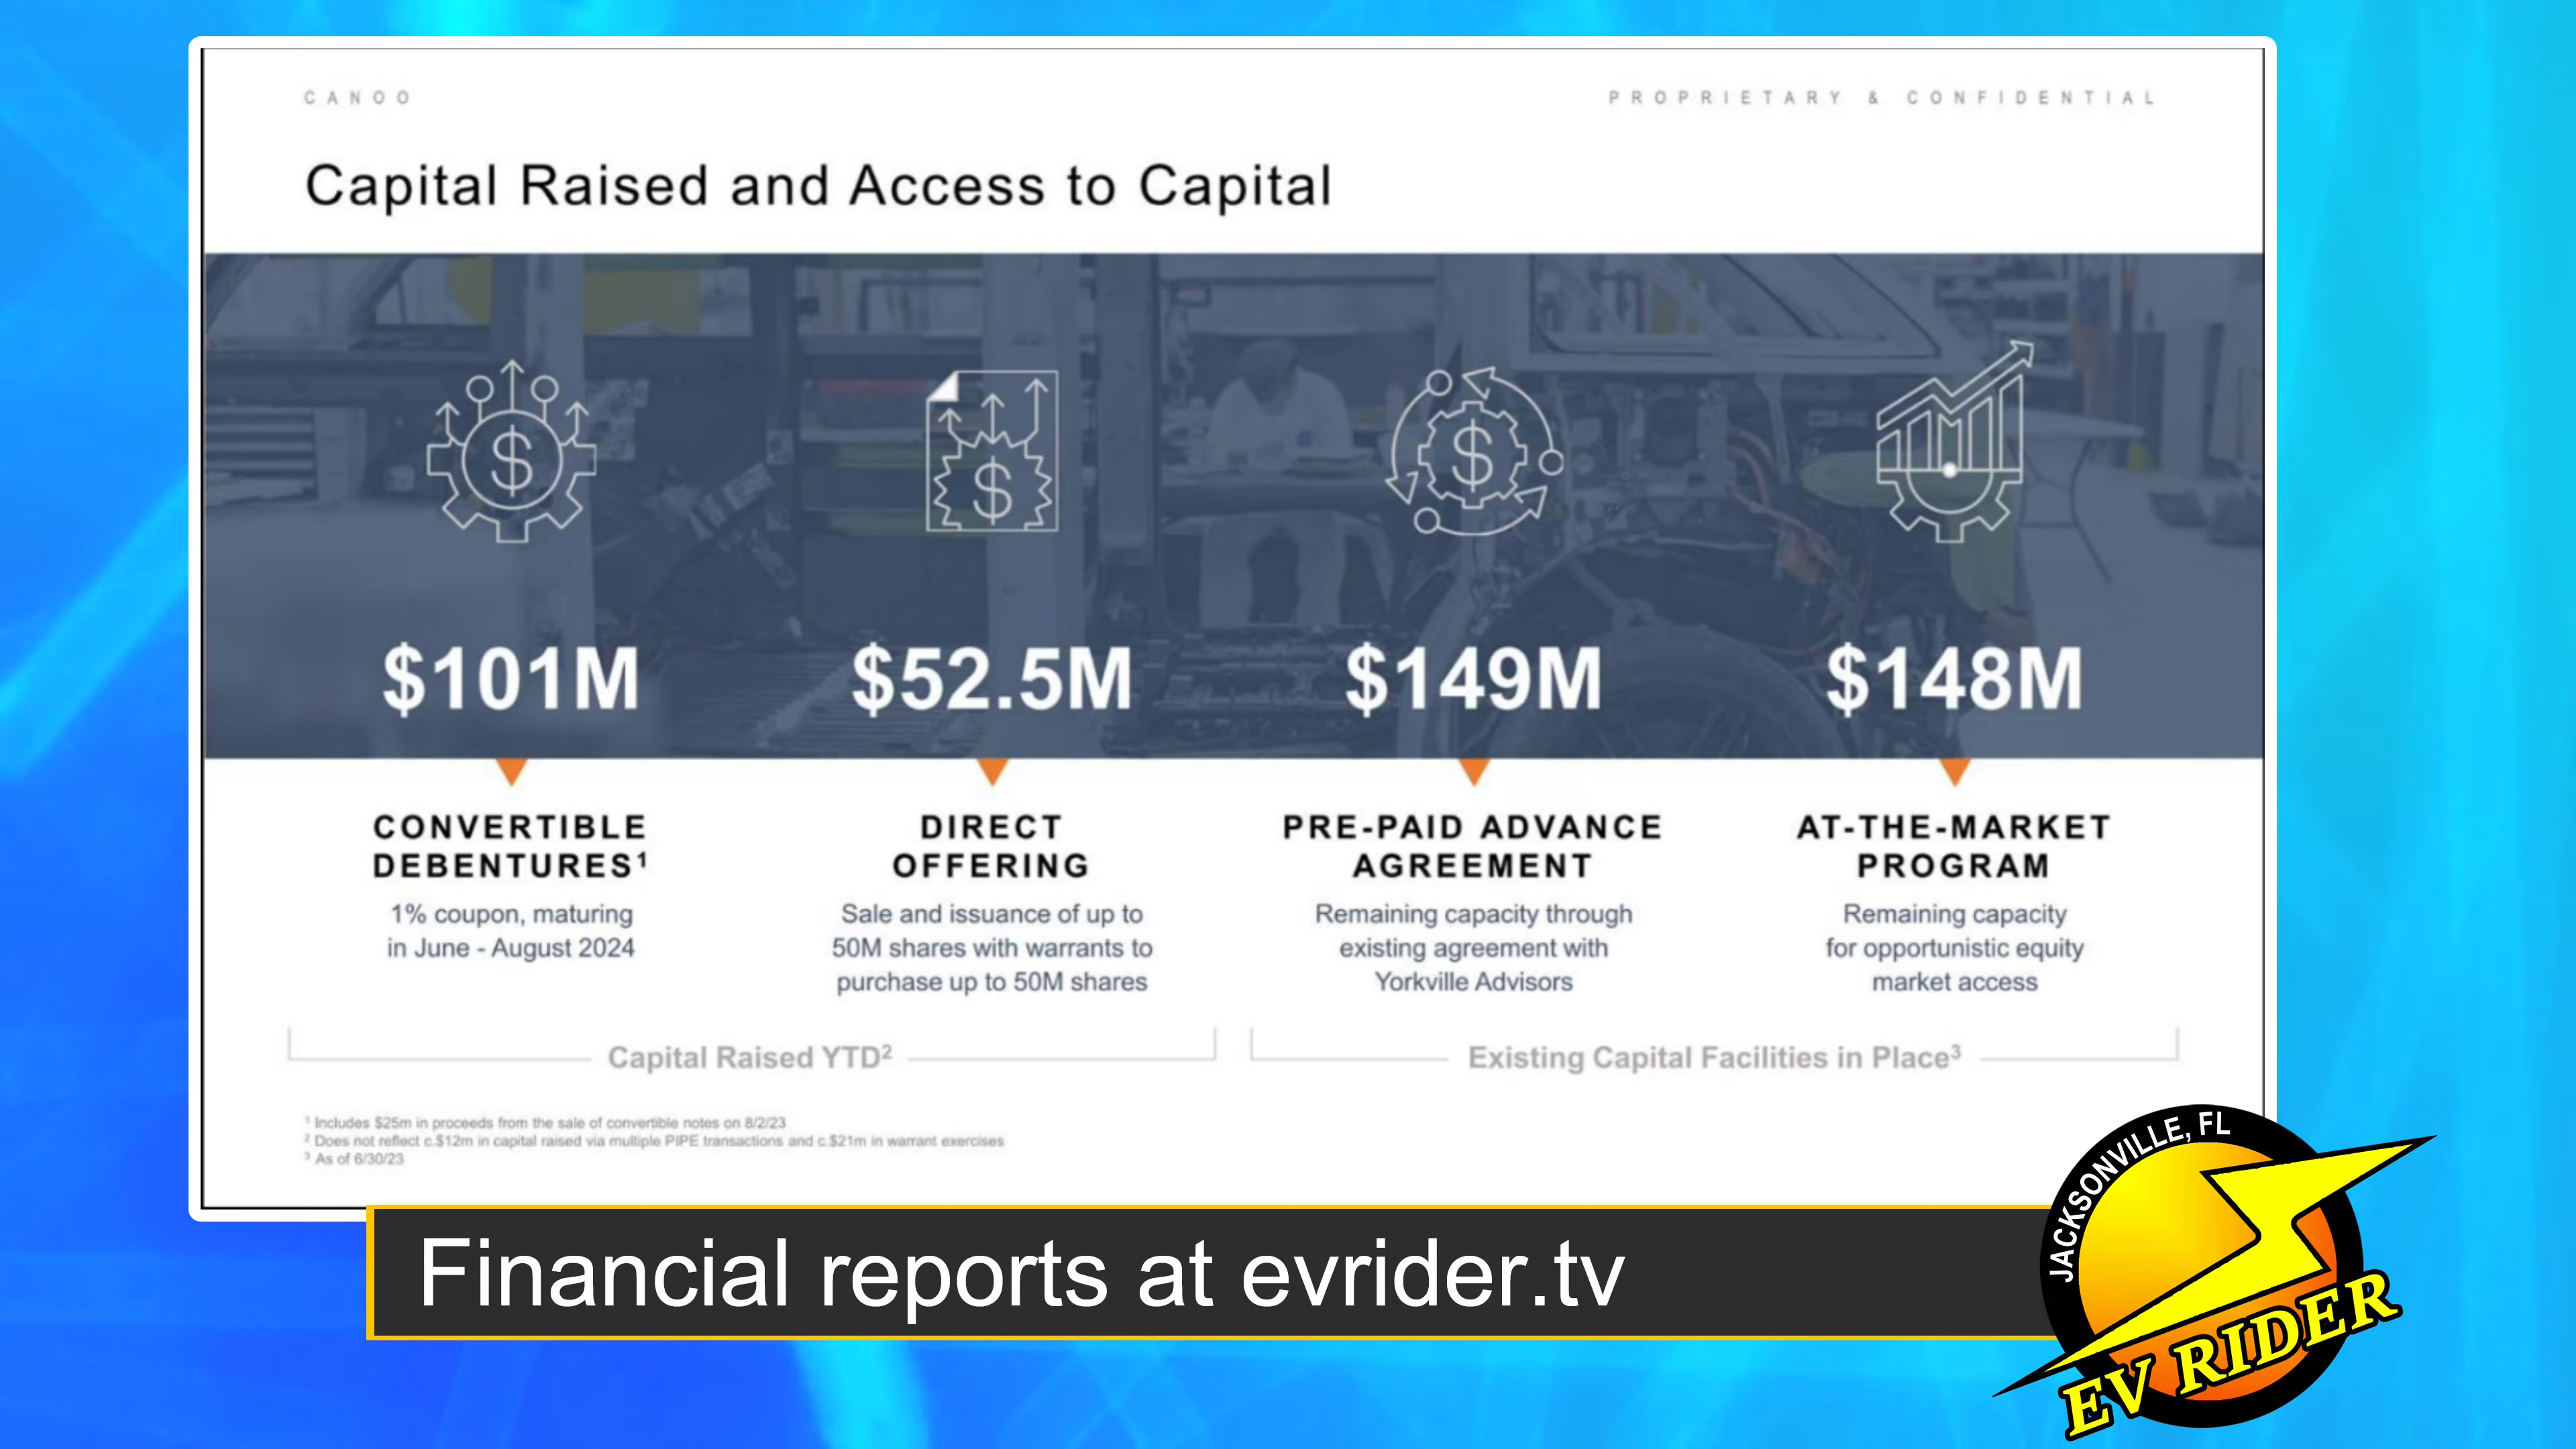 CANOO
PROPRIETARY & CONFIDENTIAL
Capital Raised and Access to Capital
$101M
$52.5M
$149M
$148M
CONVERTIBLE
DEBENTURES¹
1% coupon, maturing
in June - August 2024
DIRECT
OFFERING
Sale and issuance of up to
50M shares with warrants to
purchase up to 50M shares
PRE-PAID ADVANCE
AGREEMENT
Remaining capacity through
existing agreement with
Yorkville Advisors
AT-THE-MARKET
PROGRAM
Remaining capacity
for opportunistic equity
market access
Capital Raised YTD²
Existing Capital Facilities in Place³
¹ Includes $25m in proceeds from the sale of convertible notes on 8/2/23
² Does not reflect c.$12m in capital raised via multiple PIPE transactions and c.$21m in warrant exercises
³ As of 6/30/23
Financial reports at evrider.tv
JACKSONVILLE, FL
EV RIDER